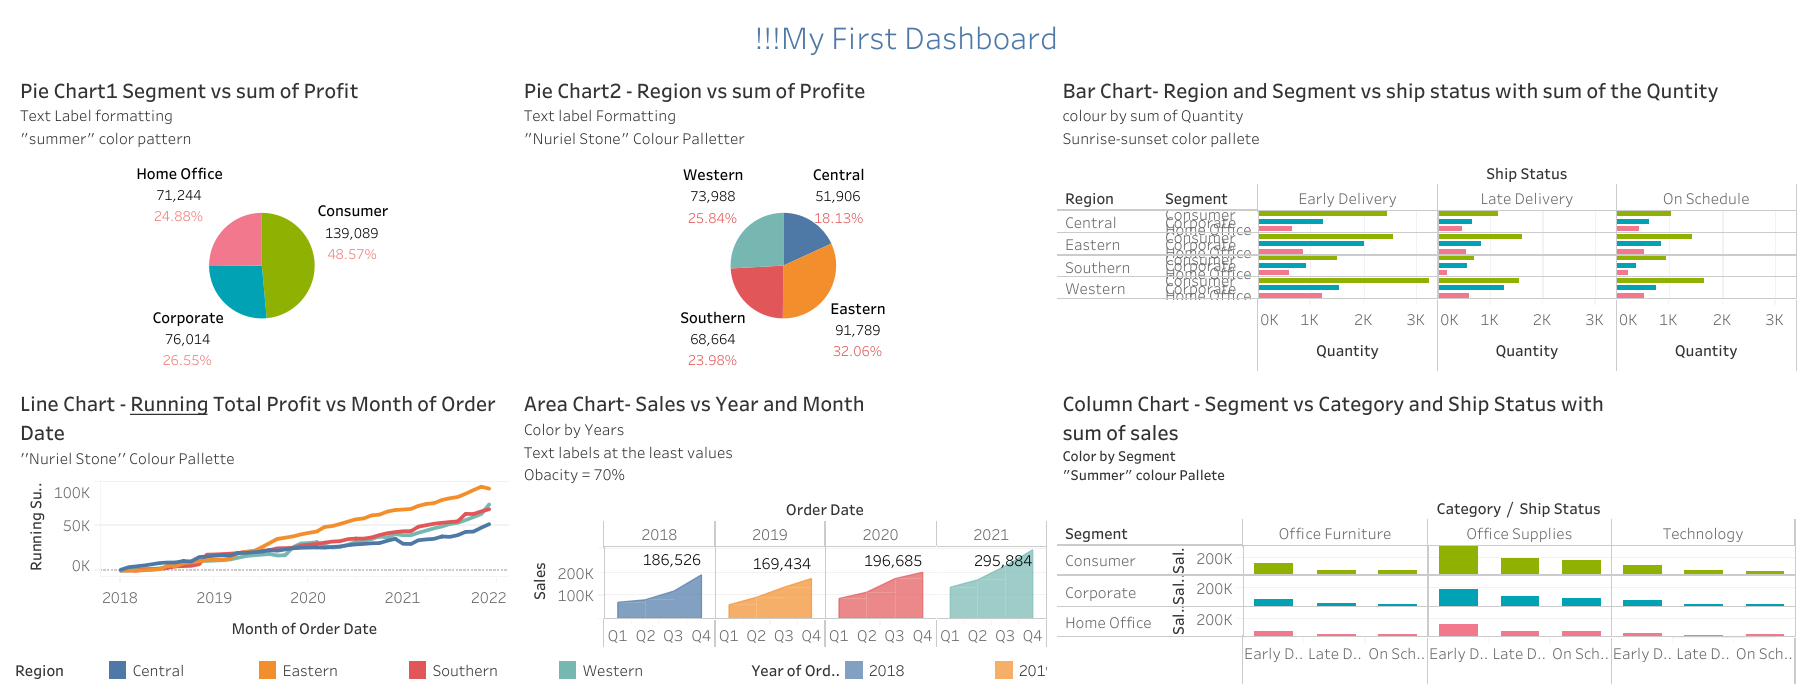 !!!My First Dashboard
Pie Chart1 Segment vs sum of Profit
Text Label formatting
"summer" color pattern
Home Office
71,244
24.88%
Consumer
139,089
48.57%
Corporate
76,014
26.55%
Pie Chart2 - Region vs sum of Profite
Text label Formatting
"Nuriel Stone" Colour Palletter
Western
73,988
25.84%
Central
51,906
18.13%
Southern
68,664
23.98%
Eastern
91,789
32.06%
Bar Chart- Region and Segment vs ship status with sum of the Quntity
colour by sum of Quantity
Sunrise-sunset color pallete
Ship Status
Region Segment Early Delivery Late Delivery On Schedule
Central Consumer
Corporate
Home Office
Eastern Consumer
Corporate
Home Office
Southern Consumer
Corporate
Home Office
Western Consumer
Corporate
Home Office
0K 1K 2K 3K 0K 1K 2K 3K 0K 1K 2K 3K
Quantity Quantity Quantity
Line Chart - Running Total Profit vs Month of Order
Date
"Nuriel Stone" Colour Pallette
Running Su..
100K
50K
0K
2018 2019 2020 2021 2022
Month of Order Date
Area Chart- Sales vs Year and Month
Color by Years
Text labels at the least values
Obacity = 70%
Order Date
2018 2019 2020 2021
186,526 169,434 196,685 295,884
Sales
200K
100K
Q1 Q2 Q3 Q4 Q1 Q2 Q3 Q4 Q1 Q2 Q3 Q4 Q1 Q2 Q3 Q4
Column Chart - Segment vs Category and Ship Status with
sum of sales
Color by Segment
"Summer" colour Pallete
Category / Ship Status
Segment Office Furniture Office Supplies Technology
Consumer Sal.. 200K
Corporate Sal.. 200K
Home Office Sal.. 200K
Early D.. Late D.. On Sch.. Early D.. Late D.. On Sch.. Early D.. Late D.. On Sch..
Region Central Eastern Southern Western Year of Ord.. 2018 201